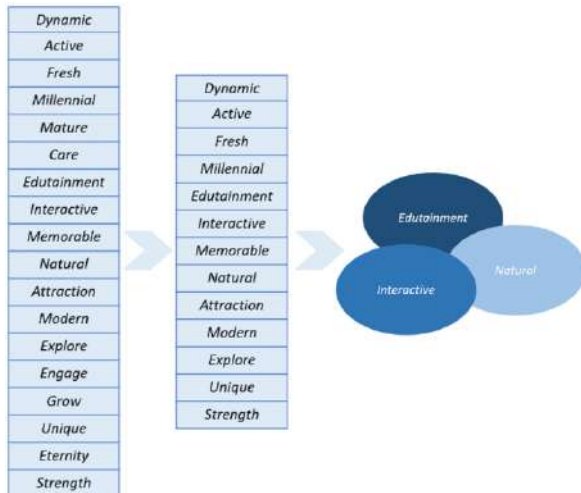 Dynamic
Active
Fresh
Millennial
Mature
Care
Edutainment
Interactive
Memorable
Natural
Attraction
Modern
Explore
Engage
Grow
Unique
Eternity
Strength
Dynamic
Active
Fresh
Millennial
Edutainment
Interactive
Memorable
Natural
Attraction
Modern
Explore
Unique
Strength
Edutainment
Natural
Interactive